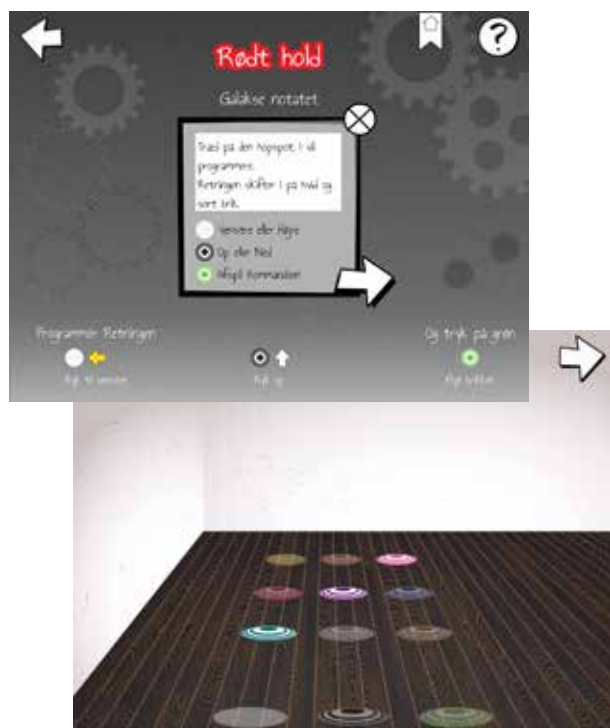 Rødt hold
?
Galakse notatet
Træd på den hopspot, I vil
programmere.
Retningen skifter I på hvid og
sort brik.
Venstre eller Højre
Op eller Ned
Afspil Kommandoen
Programmer Retningen
Og tryk på grøn